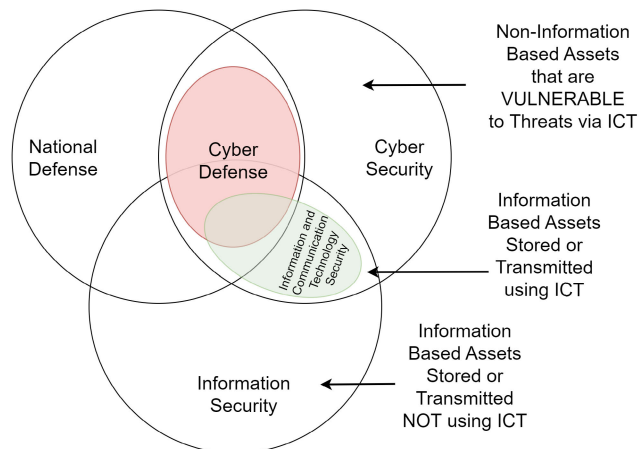 Non-Information
Based Assets
that are
VULNERABLE
to Threats via ICT
National
Defense
Cyber
Defense
Cyber
Security
Information and
Communication
Technology
Security
Information
Based Assets
Stored or
Transmitted
using ICT
Information
Security
Information
Based Assets
Stored or
Transmitted
NOT using ICT